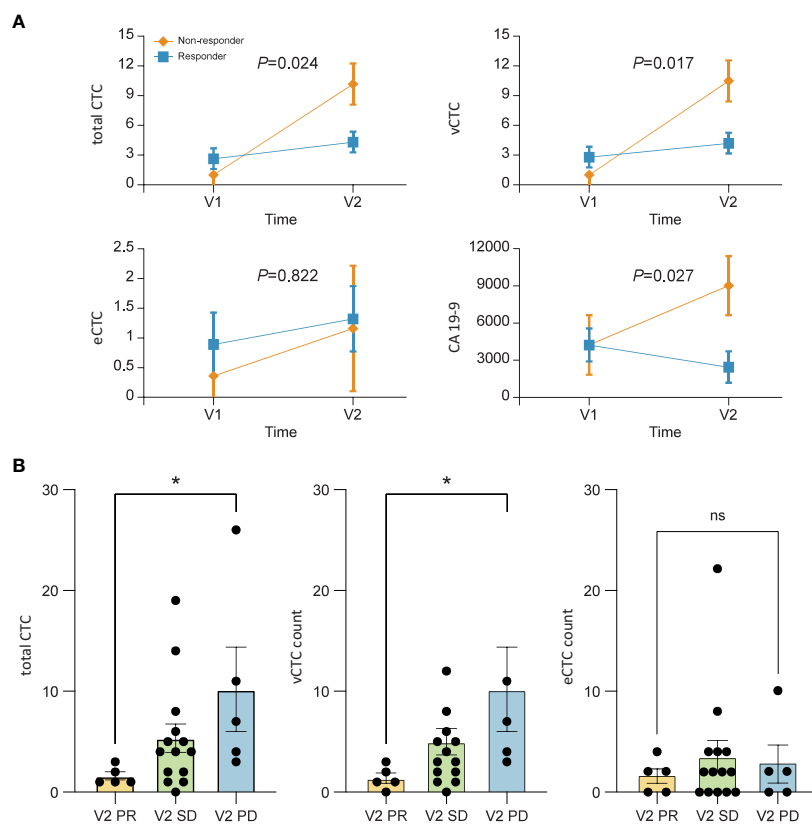 A
Non-responder
Responder
total CTC
15
12
9
6
3
0
P=0.024
V1
V2
Time
vCTC
15
12
9
6
3
0
P=0.017
V1
V2
Time
eCTC
2.5
2
1.5
1
0.5
0
P=0.822
V1
V2
Time
CA 19-9
12000
9000
6000
3000
0
P=0.027
V1
V2
Time
B
total CTC
30
20
10
0
*
V2 PR
V2 SD
V2 PD
vCTC count
30
20
10
0
*
V2 PR
V2 SD
V2 PD
eCTC count
30
20
10
0
ns
V2 PR
V2 SD
V2 PD